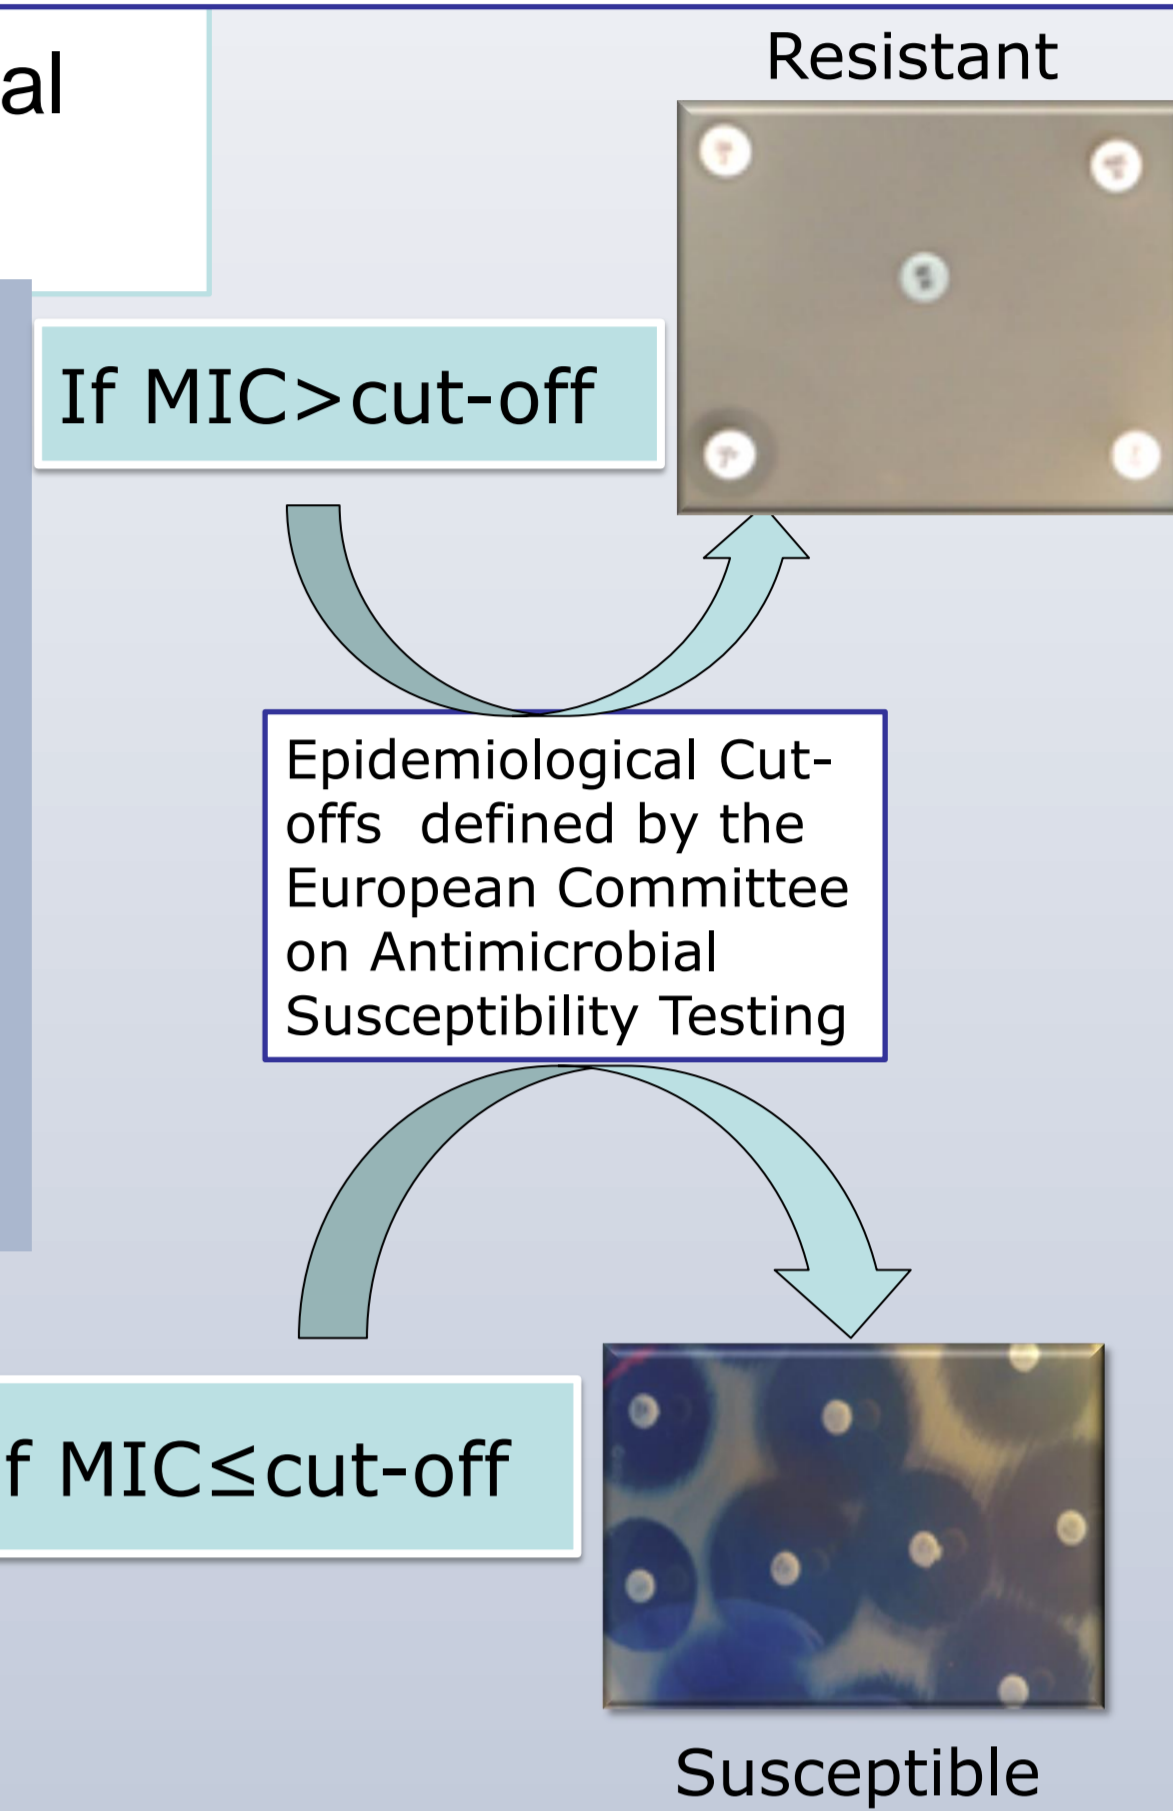 al
Resistant
If MIC>cut-off
Epidemiological Cut-
offs defined by the
European Committee
on Antimicrobial
Susceptibility Testing
f MIC≤cut-off
Susceptible